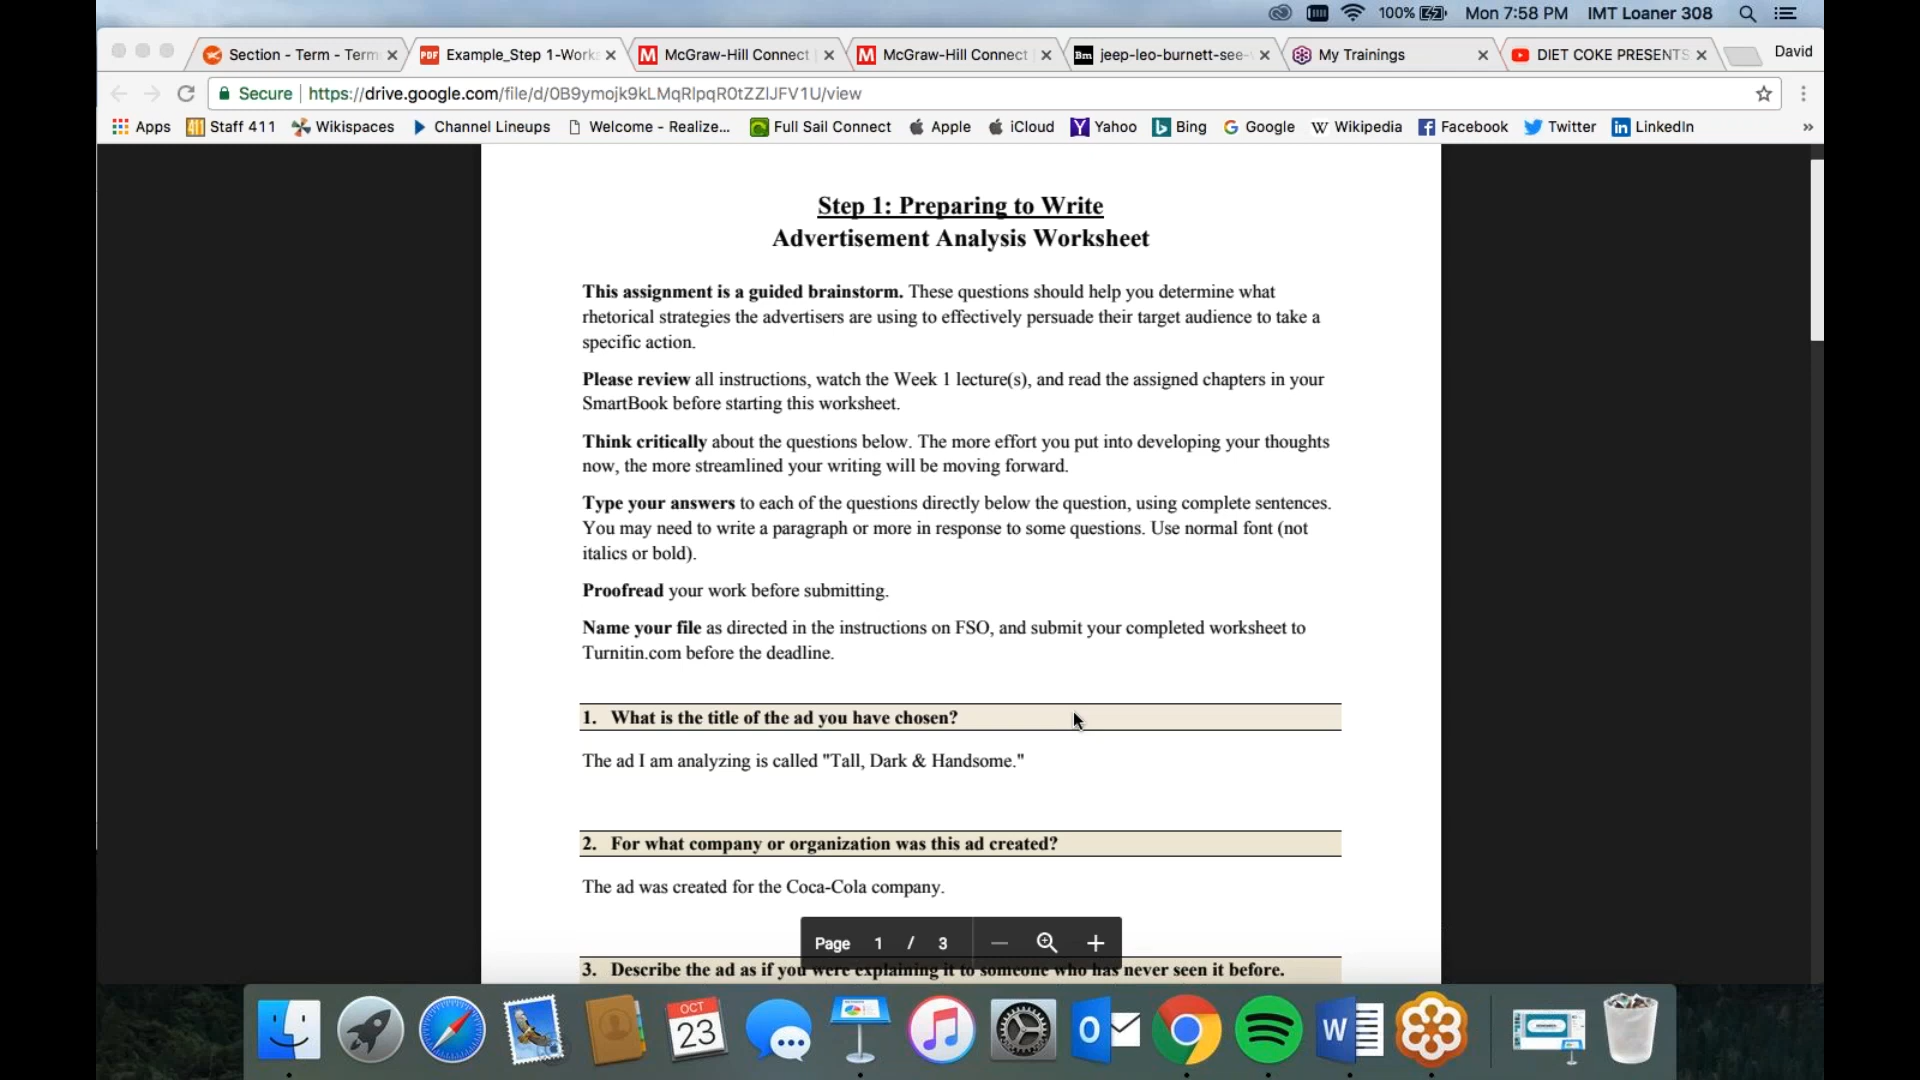 100% Mon 7:58 PM IMT Loaner 308
Section - Term - Term
PDF Example_Step 1-Works
M McGraw-Hill Connect
M McGraw-Hill Connect
Bm jeep-leo-burnett-see-
My Trainings
DIET COKE PRESENTS
David
Secure https://drive.google.com/file/d/0B9ymojk9kLMqRlpqR0tZZlJFV1U/view
Apps 411 Staff 411 Wikispaces Channel Lineups Welcome - Realize... Full Sail Connect Apple iCloud Yahoo Bing Google Wikipedia Facebook Twitter LinkedIn »
Step 1: Preparing to Write
Advertisement Analysis Worksheet
This assignment is a guided brainstorm. These questions should help you determine what
rhetorical strategies the advertisers are using to effectively persuade their target audience to take a
specific action.
Please review all instructions, watch the Week 1 lecture(s), and read the assigned chapters in your
SmartBook before starting this worksheet.
Think critically about the questions below. The more effort you put into developing your thoughts
now, the more streamlined your writing will be moving forward.
Type your answers to each of the questions directly below the question, using complete sentences.
You may need to write a paragraph or more in response to some questions. Use normal font (not
italics or bold).
Proofread your work before submitting.
Name your file as directed in the instructions on FSO, and submit your completed worksheet to
Turnitin.com before the deadline.
1. What is the title of the ad you have chosen?
The ad I am analyzing is called "Tall, Dark & Handsome."
2. For what company or organization was this ad created?
The ad was created for the Coca-Cola company.
Page 1 / 3
3. Describe the ad as if you were explaining it to someone who has never seen it before.
OCT
23